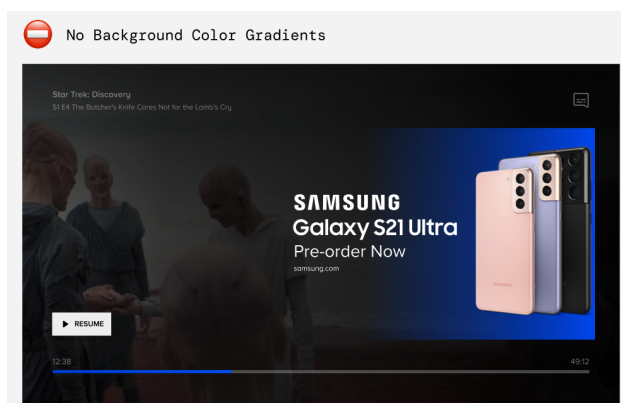 No Background Color Gradients
Star Trek: Discovery
S1 E4 The Butcher's Knife Cares Not for the Lamb's Cry
SAMSUNG
Galaxy S21 Ultra
Pre-order Now
samsung.com
SAMSUNG
RESUME
12:38
49:12